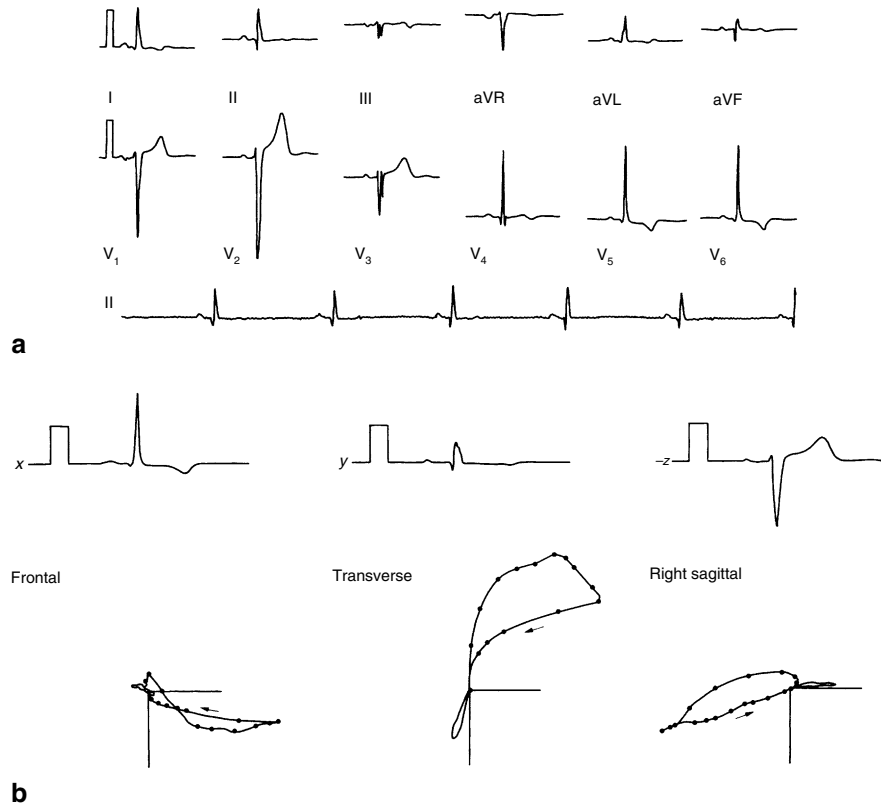 I II III aVR aVL aVF
V1 V2 V3 V4 V5 V6
II
a
x y –z
Frontal Transverse Right sagittal
b